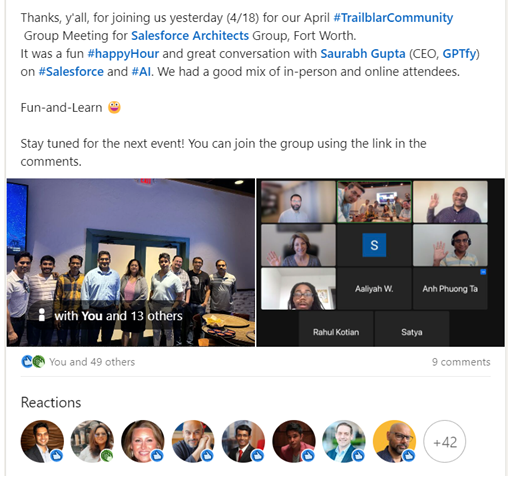 Thanks, y'all, for joining us yesterday (4/18) for our April #TrailblarCommunity
Group Meeting for Salesforce Architects Group, Fort Worth.
It was a fun #happyHour and great conversation with Saurabh Gupta (CEO, GPTfy)
on #Salesforce and #AI. We had a good mix of in-person and online attendees.
Fun-and-Learn 😜
Stay tuned for the next event! You can join the group using the link in the
comments.
with You and 13 others
S
Aaliyah W.
Anh Phuong Ta
Rahul Kotian
Satya
You and 49 others
9 comments
Reactions
+42